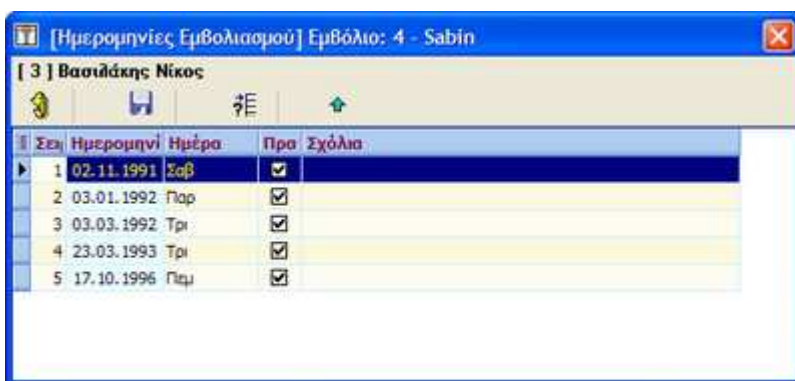 [Ημερομηνίες Εμβολιασμού] Εμβόλιο: 4 - Sabin
[ 3 ] Βασιλάκης Νίκος
Σει Ημερομηνί Ημέρα Πρα Σχόλια
1 02.11.1991 Σαβ
2 03.01.1992 Παρ
3 03.03.1992 Τρι
4 23.03.1993 Τρι
5 17.10.1996 Πεμ